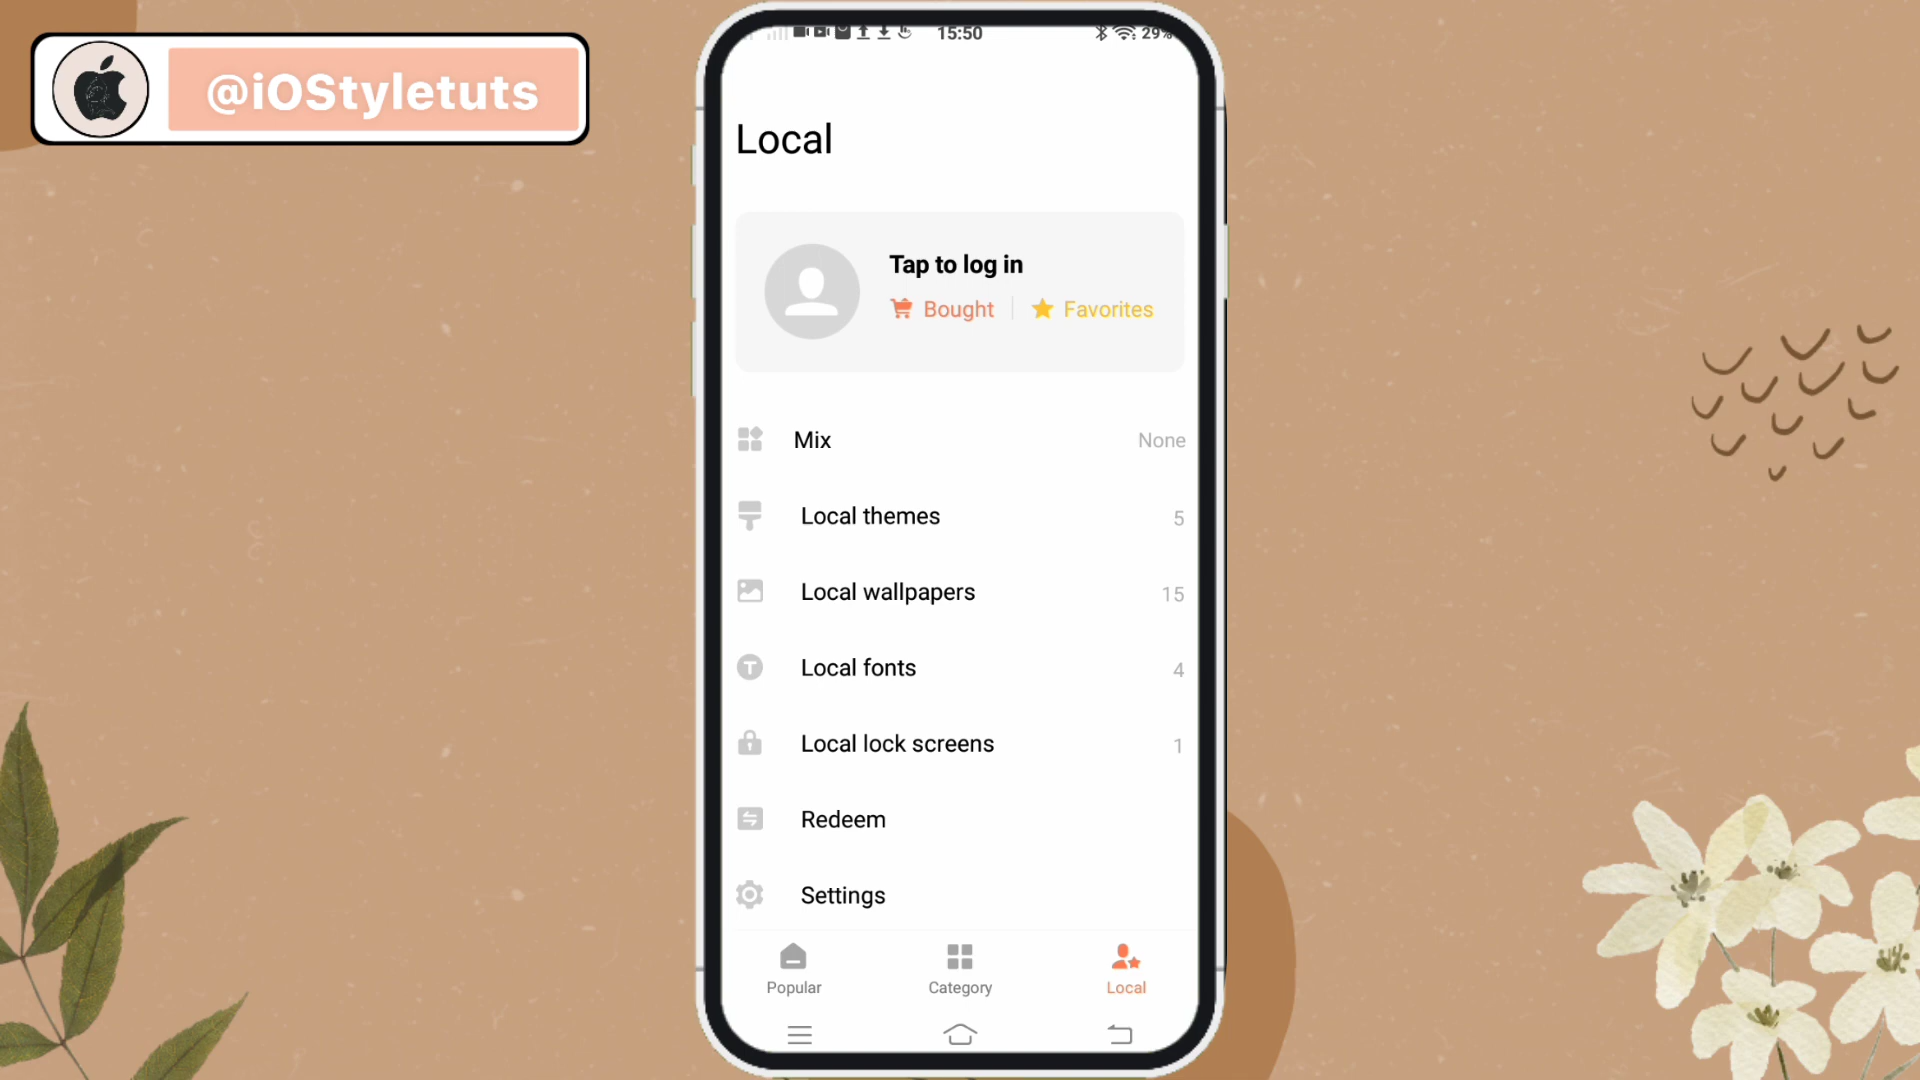 @iOStyletuts
15:50
29%
Local
Tap to log in
Bought
Favorites
Mix
None
Local themes
5
Local wallpapers
15
Local fonts
4
Local lock screens
1
Redeem
Settings
Popular
Category
Local